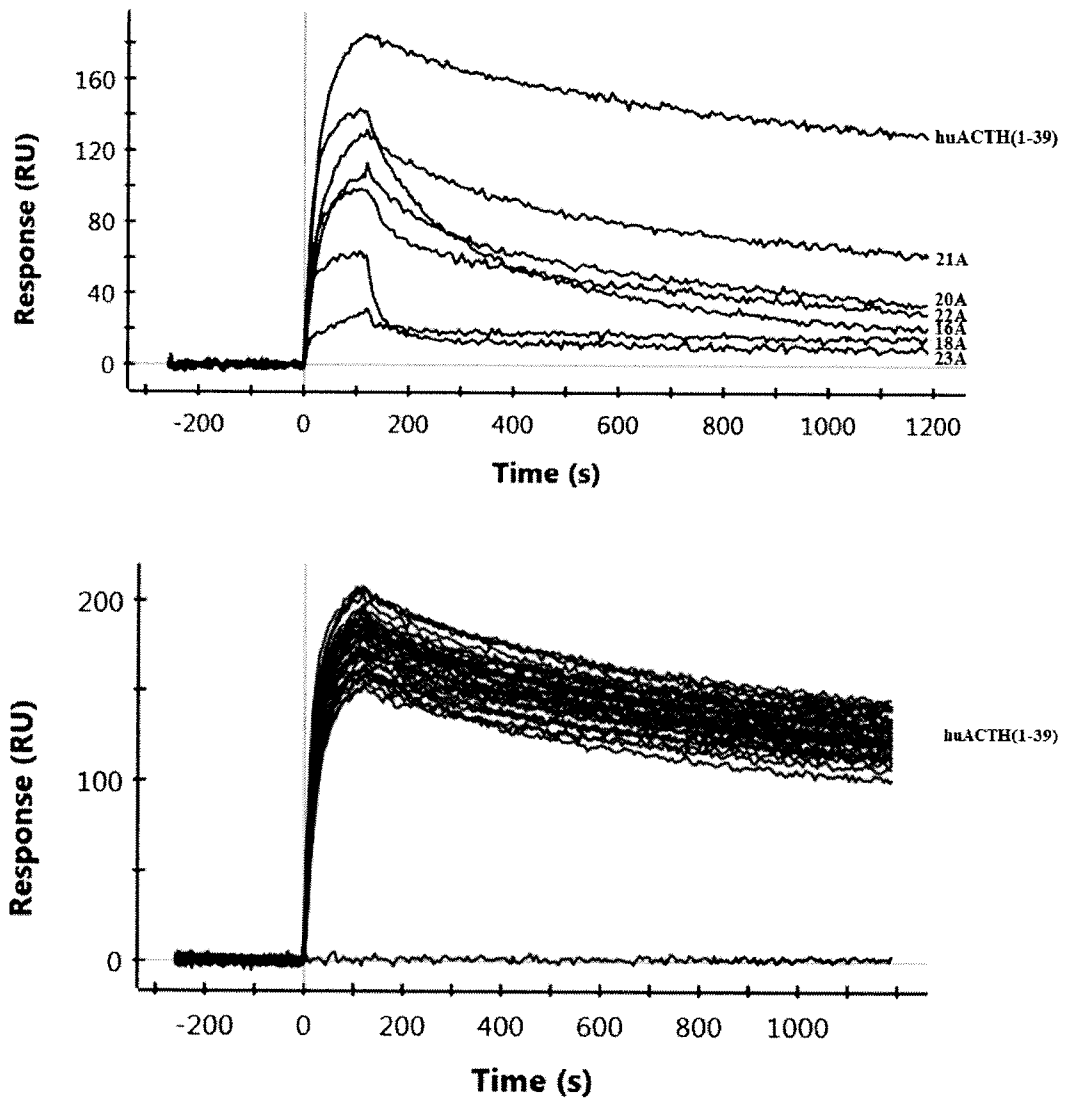 160
120
80
40
0
Response (RU)
huACTH(1-39)
21A
20A
22A
16A
18A
23A
-200 0 200 400 600 800 1000 1200
Time (s)
200
100
0
Response (RU)
huACTH(1-39)
-200 0 200 400 600 800 1000
Time (s)